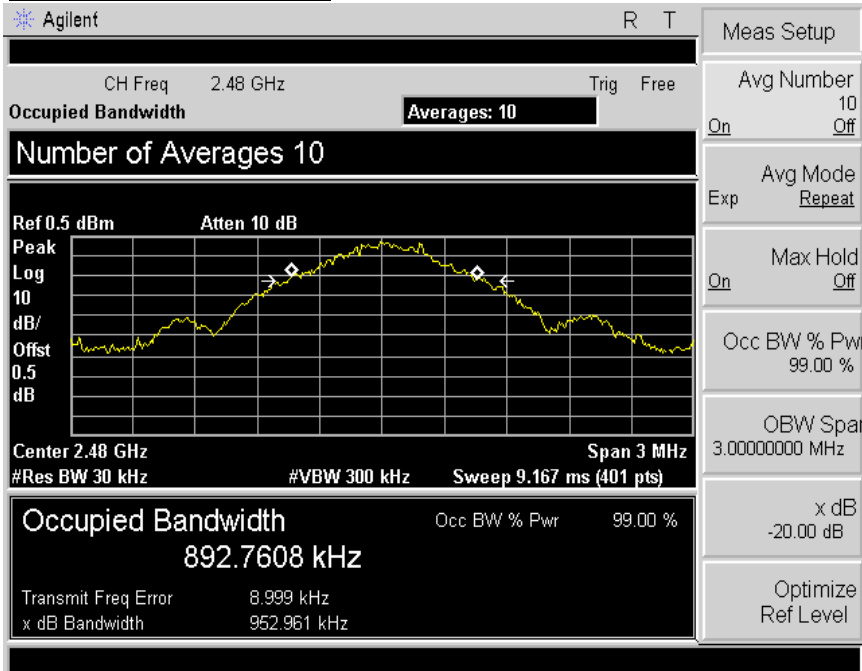 Agilent R T
CH Freq 2.48 GHz Trig Free
Occupied Bandwidth Averages: 10
Number of Averages 10
Ref 0.5 dBm Atten 10 dB
Peak
Log
10
dB/
Offst
0.5
dB
Center 2.48 GHz Span 3 MHz
#Res BW 30 kHz #VBW 300 kHz Sweep 9.167 ms (401 pts)
Occupied Bandwidth Occ BW % Pwr 99.00 %
892.7608 kHz
Transmit Freq Error 8.999 kHz
x dB Bandwidth 952.961 kHz
Meas Setup
Avg Number
10
On Off
Avg Mode
Exp Repeat
Max Hold
On Off
Occ BW % Pwr
99.00 %
OBW Span
3.00000000 MHz
x dB
-20.00 dB
Optimize
Ref Level